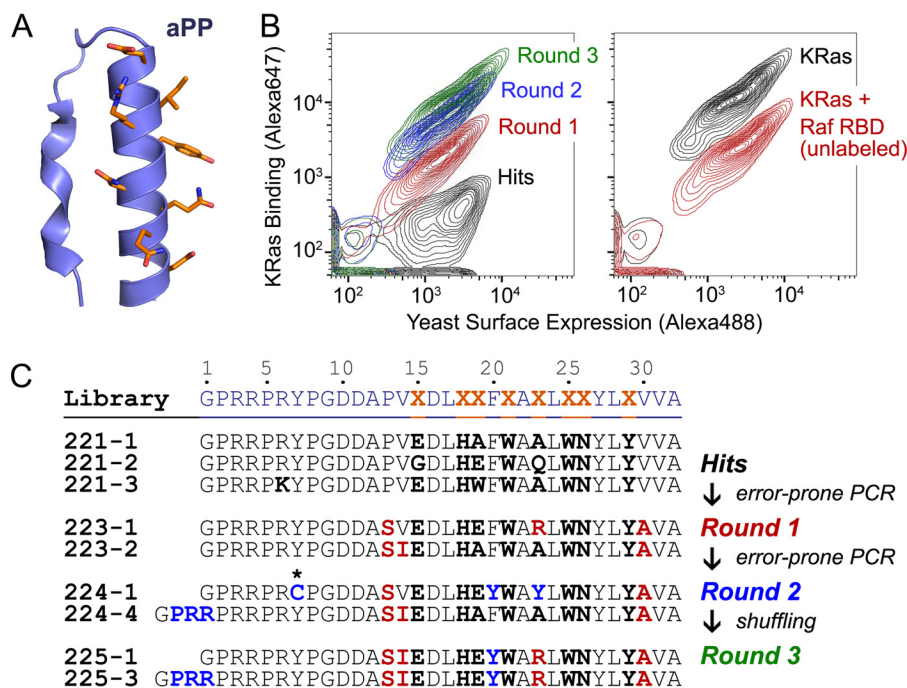 A
aPP
B
KRas Binding (Alexa647)
10⁴
10³
10²
Round 3
Round 2
Round 1
Hits
KRas
KRas +
Raf RBD
(unlabeled)
10² 10³ 10⁴ 10² 10³ 10⁴
Yeast Surface Expression (Alexa488)
C
1 5 10 15 20 25 30
Library GPRRPRYPGDDAPVXDLXXFXAXLXXYLXVVA
221-1 GPRRPRYPGDDAPVEDLHAFWAALWNYLYVVA
221-2 GPRRPRYPGDDAPVGDLHEFWAQLWNYLYVVA
221-3 GPRRPKYPGDDAPVEDLHWFWAALWNYLYVVA
Hits
↓ error-prone PCR
223-1 GPRRPRYPGDDASVEDLHEFWARLWNYLYAVA
223-2 GPRRPRYPGDDASIEDLHAFWAALWNYLYAVA
Round 1
↓ error-prone PCR
*
224-1 GPRRPRCPGDDASVEDLHEYWAYLWNYLYAVA
224-4 GPRRPRRPRYPGDDASIEDLHAFWAALWNYLYAVA
Round 2
↓ shuffling
225-1 GPRRPRYPGDDASIEDLHEYWARLWNYLYAVA
225-3 GPRRPRRPRYPGDDASIEDLHEYWARLWNYLYAVA
Round 3